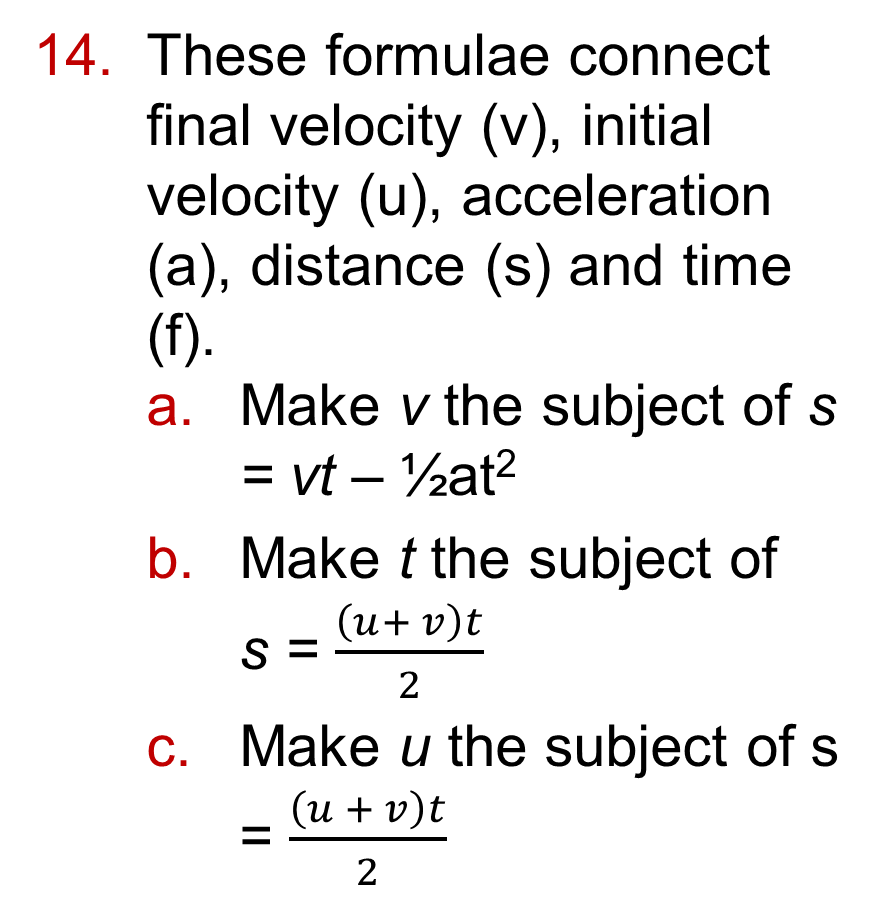 14. These formulae connect
final velocity (v), initial
velocity (u), acceleration
(a), distance (s) and time
(f).
a. Make v the subject of s
= vt – ½at²
b. Make t the subject of
s = (u+ v)t / 2
c. Make u the subject of s
= (u + v)t / 2